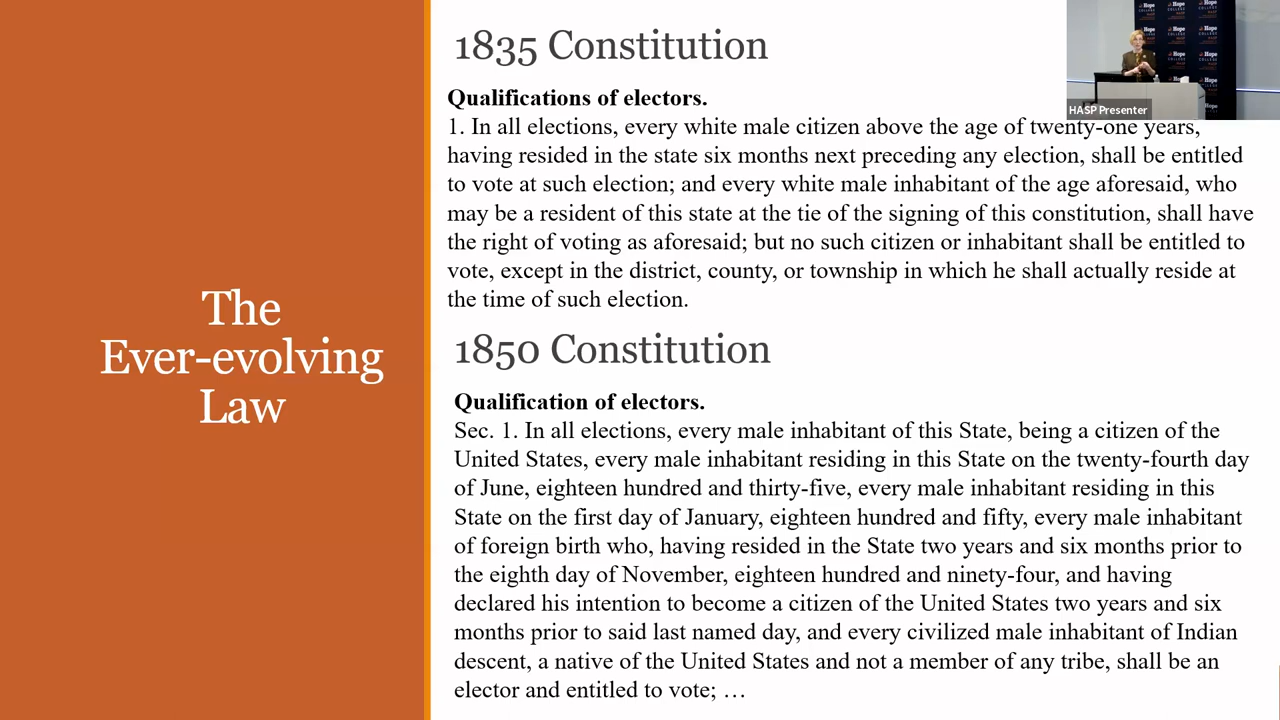 The
Ever-evolving
Law
1835 Constitution
Qualifications of electors.
1. In all elections, every white male citizen above the age of twenty-one years,
having resided in the state six months next preceding any election, shall be entitled
to vote at such election; and every white male inhabitant of the age aforesaid, who
may be a resident of this state at the tie of the signing of this constitution, shall have
the right of voting as aforesaid; but no such citizen or inhabitant shall be entitled to
vote, except in the district, county, or township in which he shall actually reside at
the time of such election.
1850 Constitution
Qualification of electors.
Sec. 1. In all elections, every male inhabitant of this State, being a citizen of the
United States, every male inhabitant residing in this State on the twenty-fourth day
of June, eighteen hundred and thirty-five, every male inhabitant residing in this
State on the first day of January, eighteen hundred and fifty, every male inhabitant
of foreign birth who, having resided in the State two years and six months prior to
the eighth day of November, eighteen hundred and ninety-four, and having
declared his intention to become a citizen of the United States two years and six
months prior to said last named day, and every civilized male inhabitant of Indian
descent, a native of the United States and not a member of any tribe, shall be an
elector and entitled to vote; …
HASP Presenter
Hope
Hope
Hope
Hope